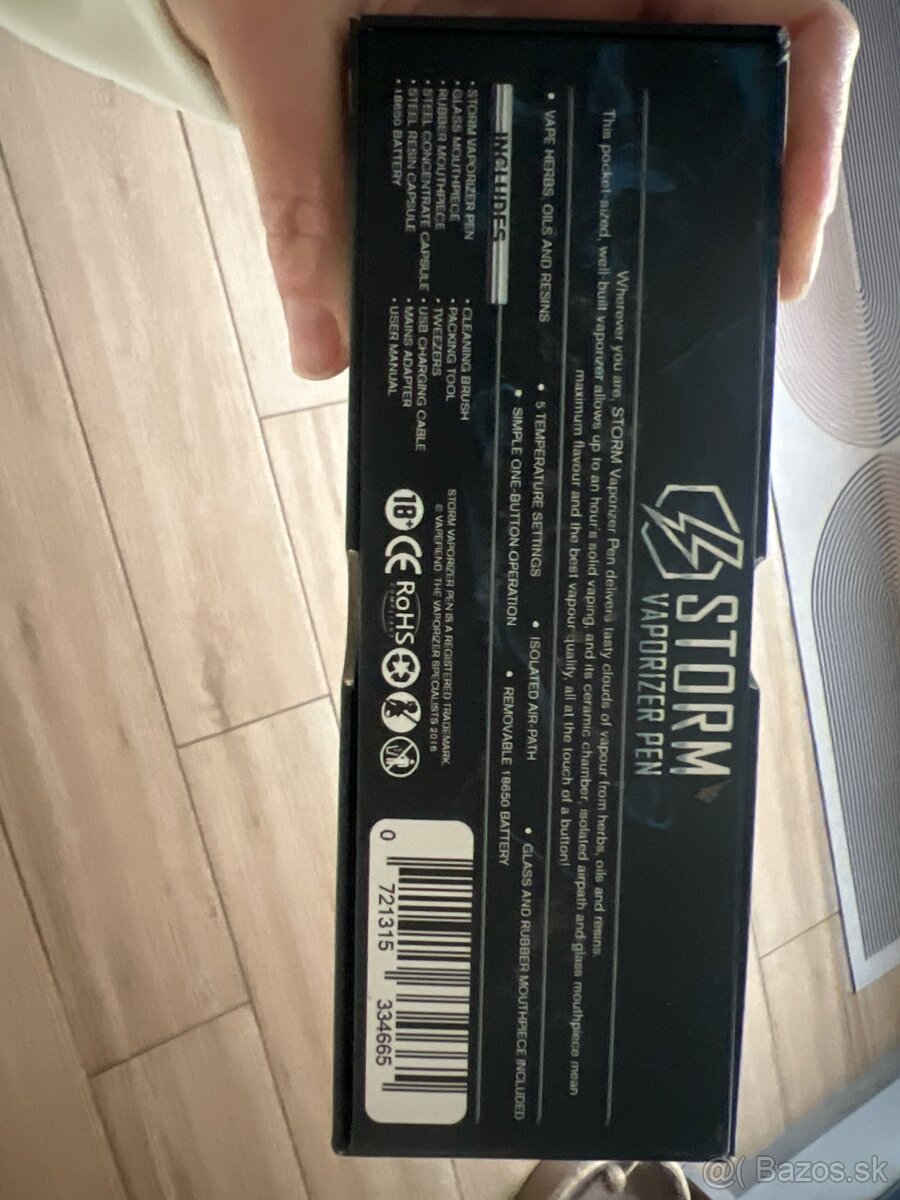 STORM
VAPORIZER PEN
Wherever you are, STORM Vaporizer Pen delivers tasty clouds of vapour from herbs, oils and resins.
This pocket-sized, well-built vaporizer allows up to an hour's solid vaping, and its ceramic chamber, isolated airpath and glass mouthpiece mean
maximum flavour and the best vapour quality, all at the touch of a button!
• VAPE HERBS, OILS AND RESINS • 5 TEMPERATURE SETTINGS • ISOLATED AIR-PATH • GLASS AND RUBBER MOUTHPIECE INCLUDED
• SIMPLE ONE-BUTTON OPERATION • REMOVABLE 18650 BATTERY
INCLUDES
• STORM VAPORIZER PEN
• GLASS MOUTHPIECE
• RUBBER MOUTHPIECE
• STEEL CONCENTRATE CAPSULE
• STEEL RESIN CAPSULE
• 18650 BATTERY
• CLEANING BRUSH
• PACKING TOOL
• TWEEZERS
• USB CHARGING CABLE
• MAINS ADAPTER
• USER MANUAL
STORM VAPORIZER PEN IS A REGISTERED TRADEMARK
© VAPEFIEND. THE VAPORIZER SPECIALISTS 2016
18+ CE RoHS
COMPLIANT
0 721315 334665
@( Bazos.sk